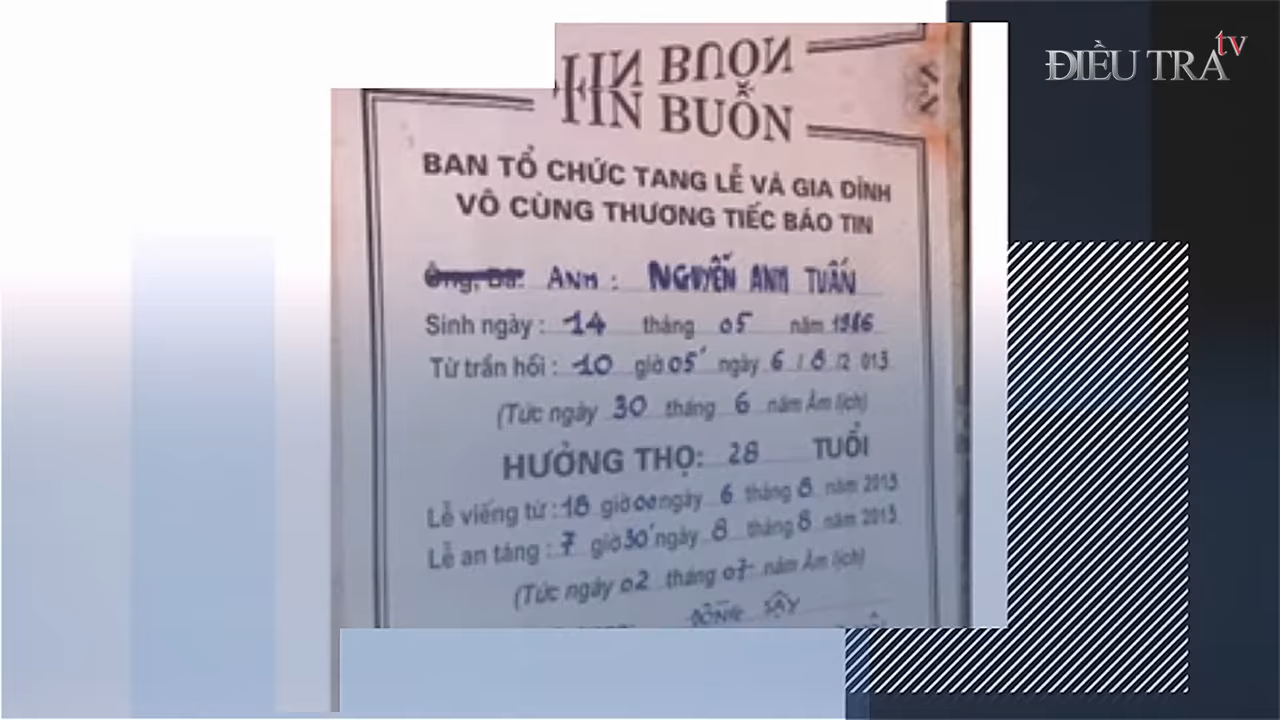 ĐIỀU TRA tv
TIN BUỒN
TIN BUỒN
BAN TỔ CHỨC TANG LỄ VÀ GIA ĐÌNH
VÔ CÙNG THƯƠNG TIẾC BÁO TIN
Ông, Bà: ANH : NGUYỄN ANH TUẤN
Sinh ngày : 14 tháng 05 năm 1986
Từ trần hồi : 10 giờ 05' ngày 6 / 8 /2 013
(Tức ngày 30 tháng 6 năm Âm lịch)
HƯỞNG THỌ: 28 TUỔI
Lễ viếng từ : 18 giờ 00 ngày 6 tháng 8 năm 2013
Lễ an táng : 7 giờ 30' ngày 8 tháng 8 năm 2013
(Tức ngày 02 tháng 07 năm Âm lịch)